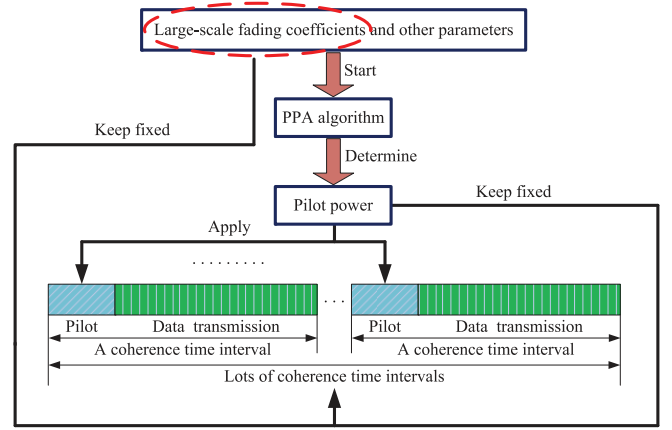 Large-scale fading coefficients and other parameters
Start
Keep fixed
PPA algorithm
Determine
Pilot power
Keep fixed
Apply
. . . . . . . . .
. . .
Pilot
Data transmission
Pilot
Data transmission
A coherence time interval
A coherence time interval
Lots of coherence time intervals